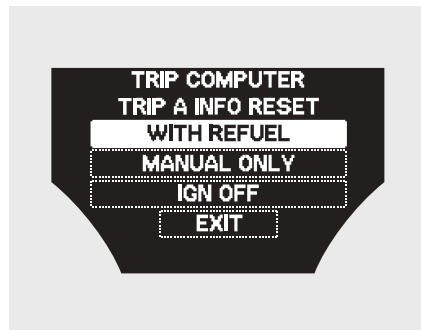 TRIP COMPUTER
TRIP A INFO RESET
WITH REFUEL
MANUAL ONLY
IGN OFF
EXIT